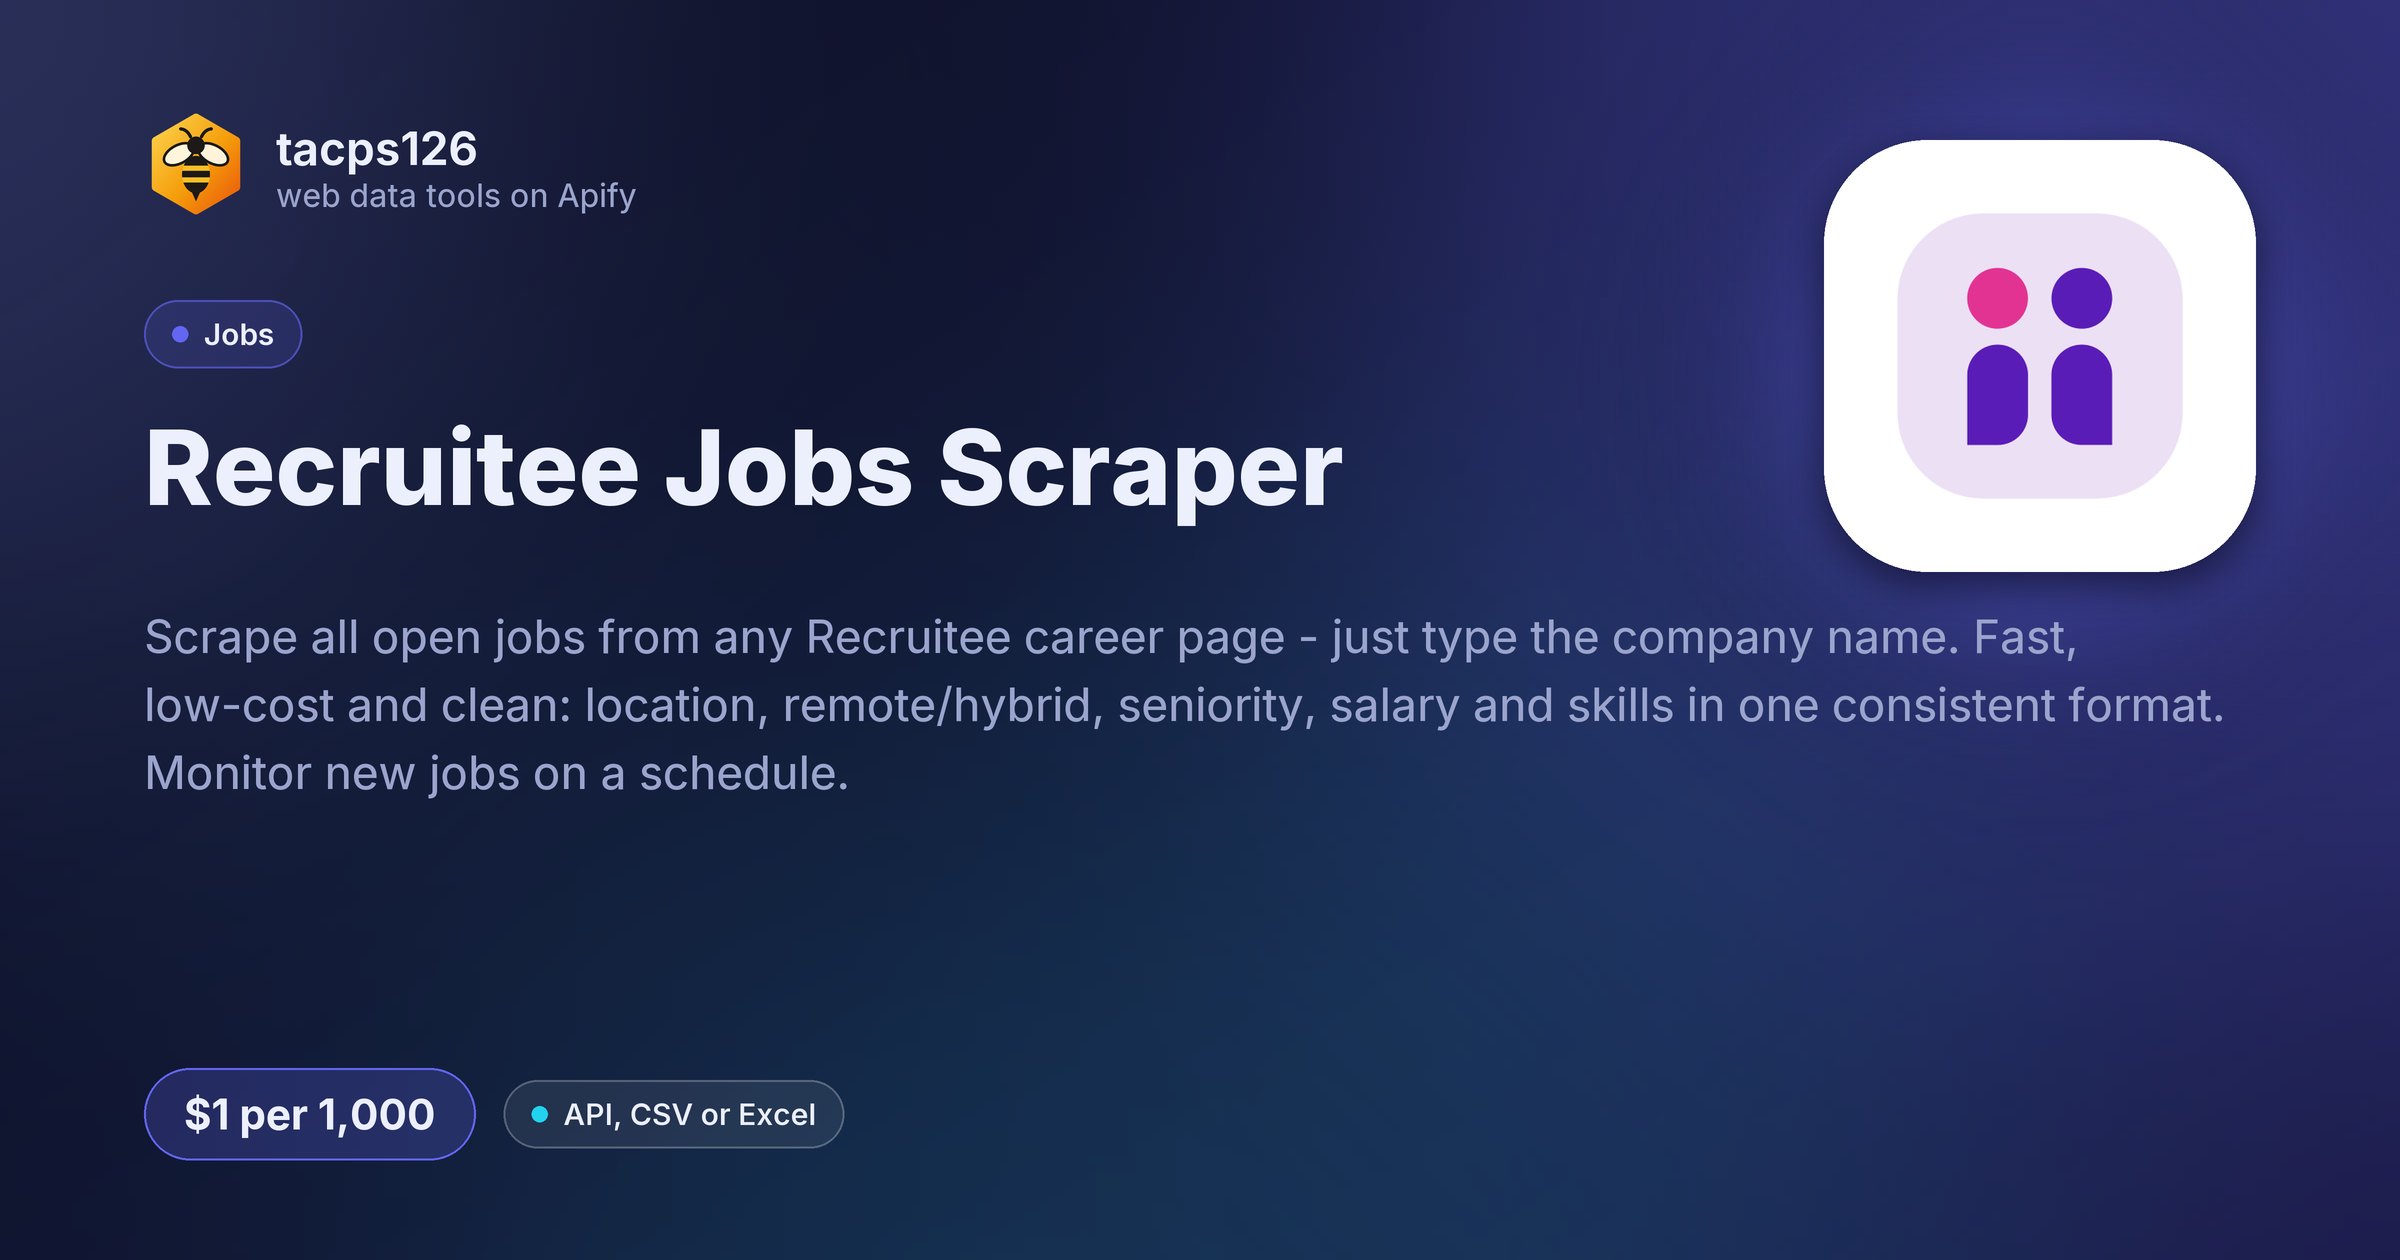 tacps126
web data tools on Apify
Jobs
Recruitee Jobs Scraper
Scrape all open jobs from any Recruitee career page - just type the company name. Fast,
low-cost and clean: location, remote/hybrid, seniority, salary and skills in one consistent format.
Monitor new jobs on a schedule.
$1 per 1,000
API, CSV or Excel